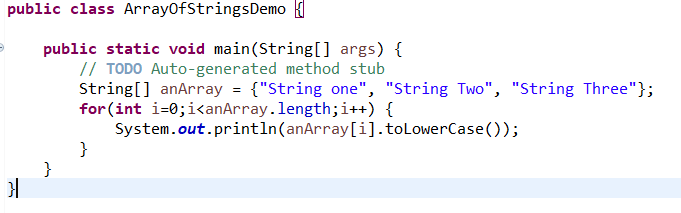 public class ArrayOfStringsDemo {
public static void main(String[] args) {
// TODO Auto-generated method stub
String[] anArray = {"String one", "String Two", "String Three"};
for(int i=0;i<anArray.length;i++) {
System.out.println(anArray[i].toLowerCase());
}
}
}